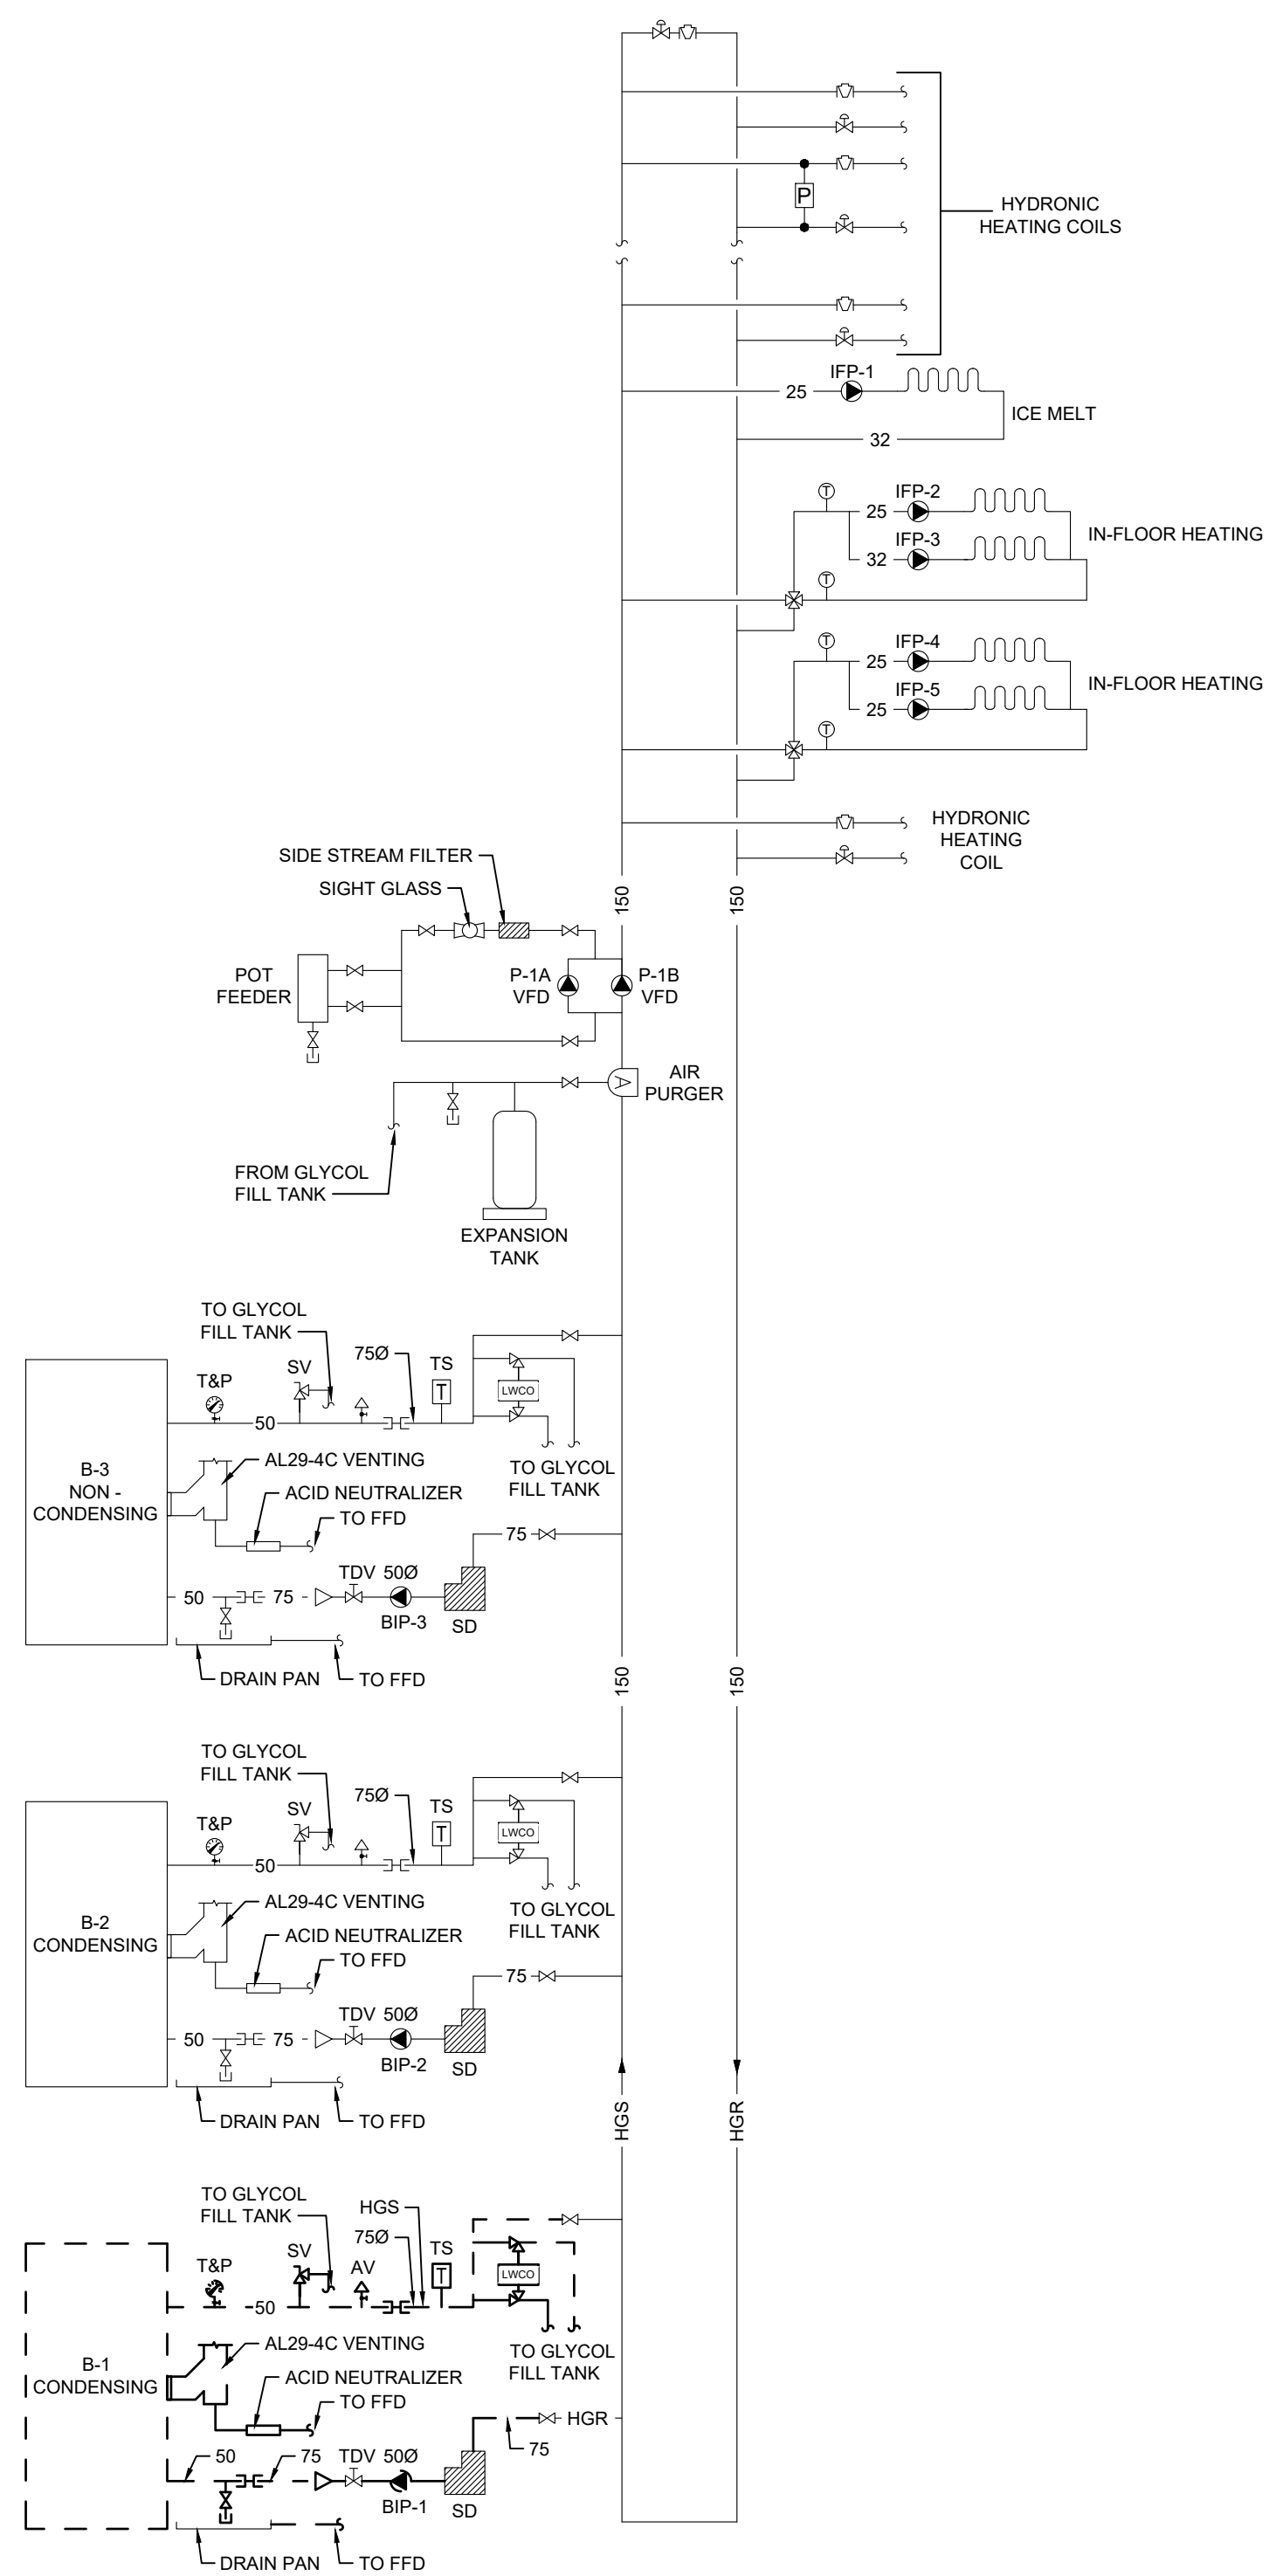 P
HYDRONIC
HEATING COILS
IFP-1
25
ICE MELT
32
T
IFP-2
25
IN-FLOOR HEATING
IFP-3
32
T
T
IFP-4
25
IN-FLOOR HEATING
IFP-5
25
T
HYDRONIC
HEATING
COIL
SIDE STREAM FILTER
SIGHT GLASS
150
150
POT
FEEDER
P-1A
VFD
P-1B
VFD
A
AIR
PURGER
FROM GLYCOL
FILL TANK
EXPANSION
TANK
TO GLYCOL
FILL TANK
75Ø
TS
T&P
SV
T
LWCO
50
AL29-4C VENTING
TO GLYCOL
FILL TANK
B-3
NON -
CONDENSING
ACID NEUTRALIZER
TO FFD
75
TDV
50Ø
50
75
BIP-3
SD
DRAIN PAN
TO FFD
150
150
TO GLYCOL
FILL TANK
75Ø
TS
T&P
SV
T
LWCO
50
AL29-4C VENTING
TO GLYCOL
FILL TANK
B-2
CONDENSING
ACID NEUTRALIZER
TO FFD
75
TDV
50Ø
50
75
BIP-2
SD
DRAIN PAN
TO FFD
HGS
HGR
TO GLYCOL
FILL TANK
HGS
75Ø
TS
T&P
SV
AV
T
LWCO
50
AL29-4C VENTING
TO GLYCOL
FILL TANK
B-1
CONDENSING
ACID NEUTRALIZER
TO FFD
HGR
75
50
75
TDV
50Ø
BIP-1
SD
DRAIN PAN
TO FFD